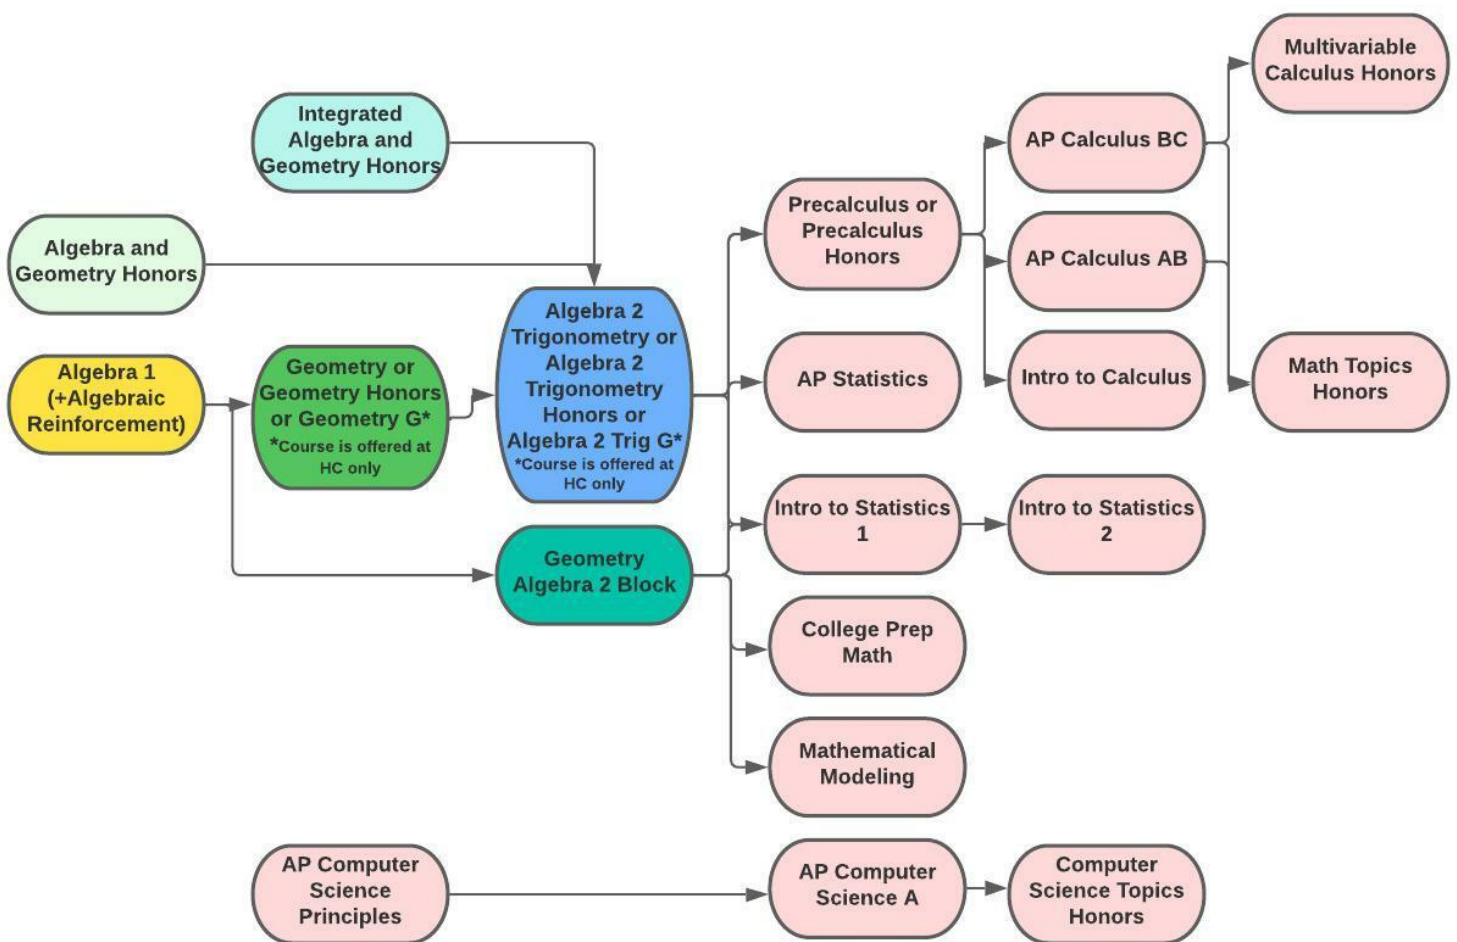 Multivariable
Calculus Honors
Integrated
Algebra and
Geometry Honors
AP Calculus BC
Precalculus or
Precalculus
Honors
Algebra and
Geometry Honors
AP Calculus AB
Algebra 2
Trigonometry or
Algebra 2
Trigonometry
Honors or
Algebra 2 Trig G*
*Course is offered at
HC only
Algebra 1
(+Algebraic
Reinforcement)
Geometry or
Geometry Honors
or Geometry G*
*Course is offered at
HC only
AP Statistics
Intro to Calculus
Math Topics
Honors
Intro to Statistics
1
Intro to Statistics
2
Geometry
Algebra 2 Block
College Prep
Math
Mathematical
Modeling
AP Computer
Science
Principles
AP Computer
Science A
Computer
Science Topics
Honors